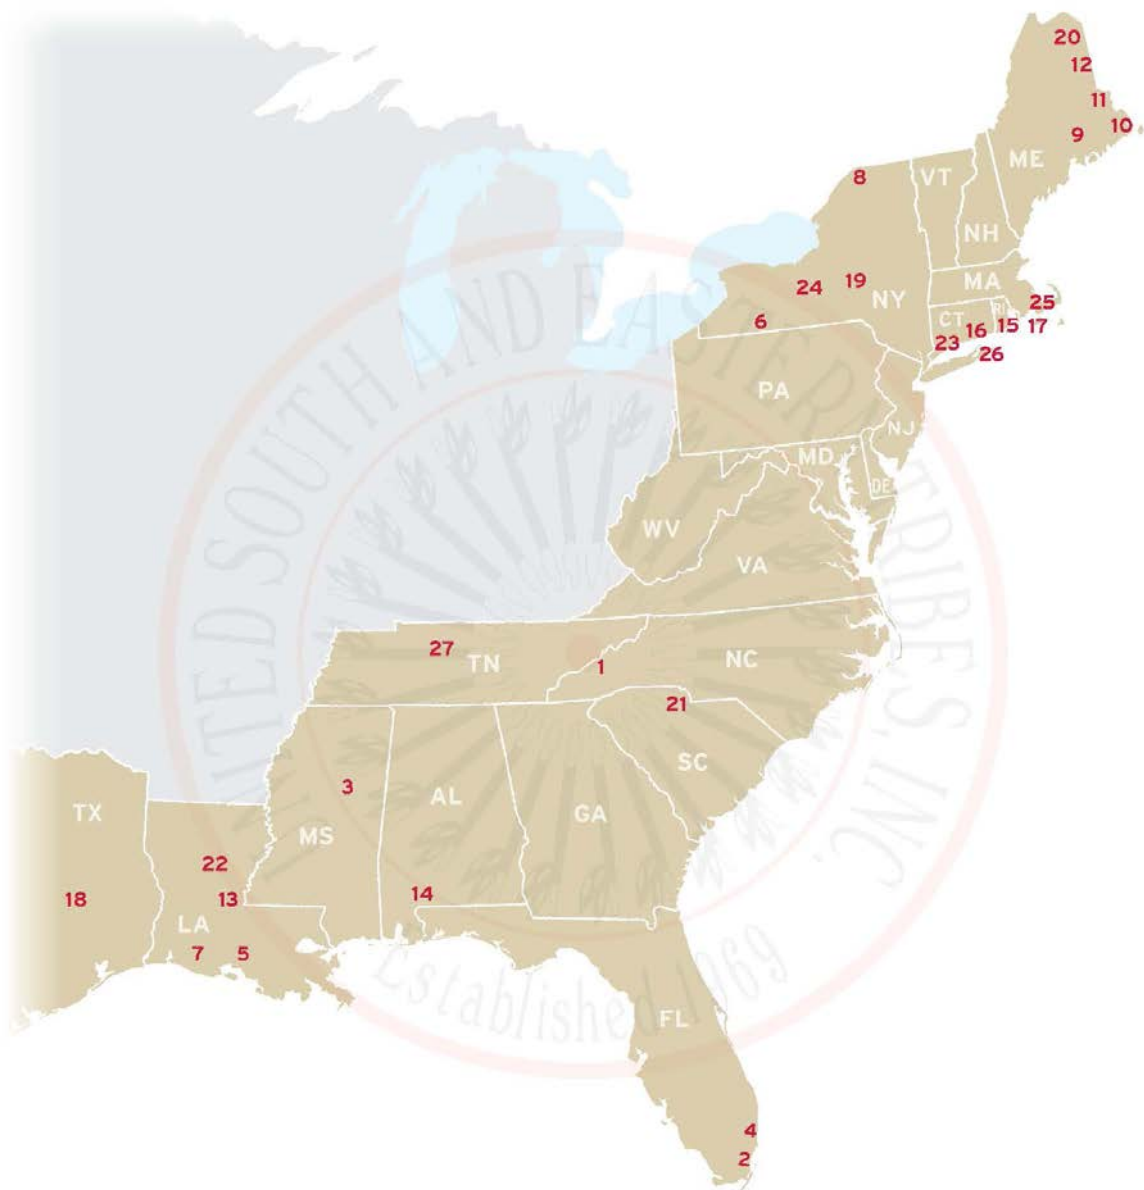 20
12
11
10
9
ME
8
VT
NH
24
19
NY
MA
25
6
CT
RI
16
15
17
23
26
PA
NJ
MD
DE
WV
VA
27
TN
1
NC
21
SC
3
AL
TX
GA
MS
22
18
13
14
LA
7
5
FL
4
2
UNITED SOUTH AND EASTERN TRIBES, INC.
Established 1969